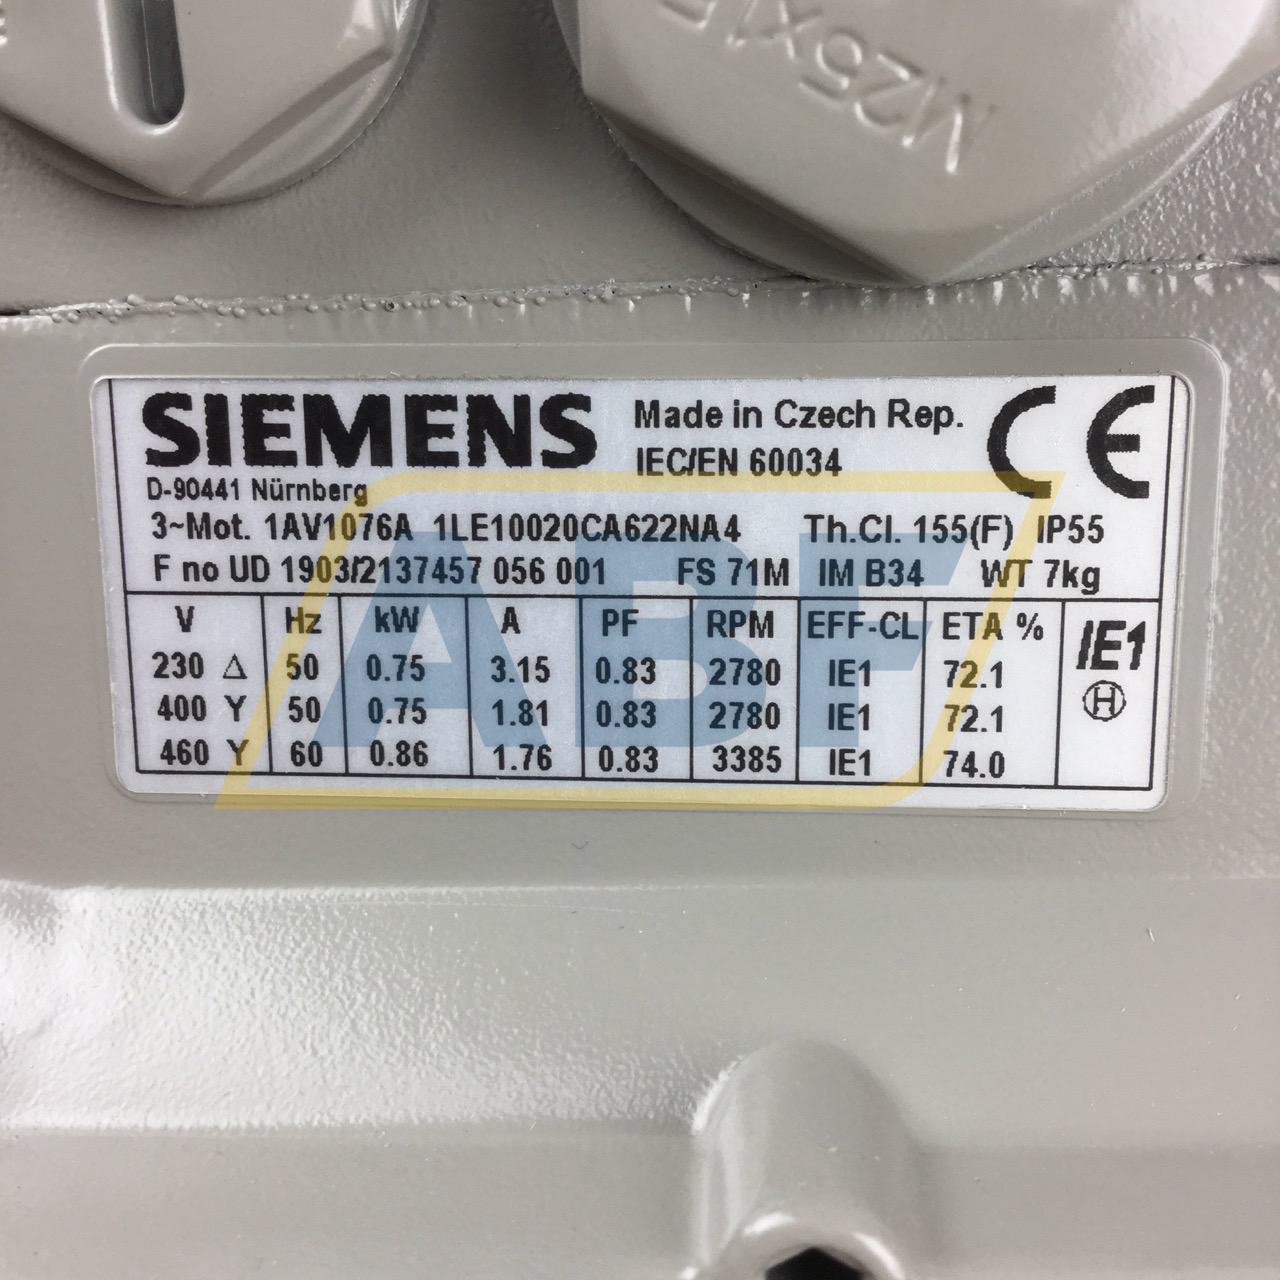 M25x1
SIEMENS
Made in Czech Rep.
IEC/EN 60034
CE
D-90441 Nürnberg
3~Mot. 1AV1076A 1LE10020CA622NA4 Th.Cl. 155(F) IP55
F no UD 1903/2137457 056 001 FS 71M IM B34 WT 7kg
V Hz kW A PF RPM EFF-CL ETA % IE1
230 Δ 50 0.75 3.15 0.83 2780 IE1 72.1
400 Y 50 0.75 1.81 0.83 2780 IE1 72.1 H
460 Y 60 0.86 1.76 0.83 3385 IE1 74.0
ABF